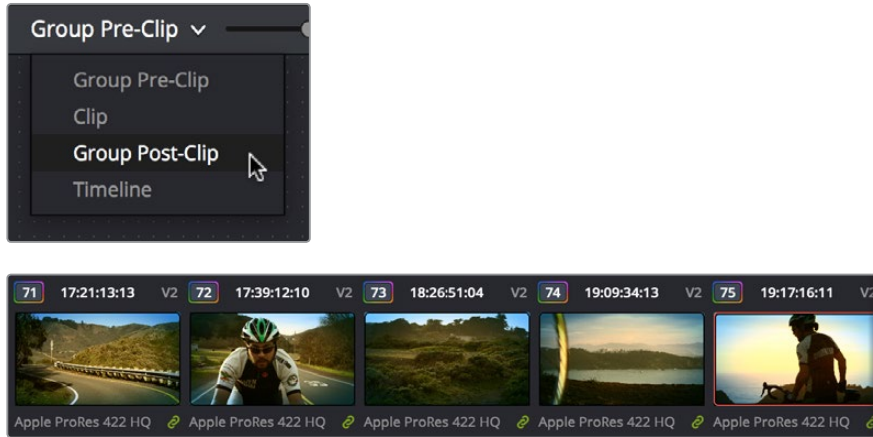 Group Pre-Clip
Group Pre-Clip
Clip
Group Post-Clip
Timeline
71 17:21:13:13 V2 72 17:39:12:10 V2 73 18:26:51:04 V2 74 19:09:34:13 V2 75 19:17:16:11 V2
Apple ProRes 422 HQ Apple ProRes 422 HQ Apple ProRes 422 HQ Apple ProRes 422 HQ Apple ProRes 422 HQ